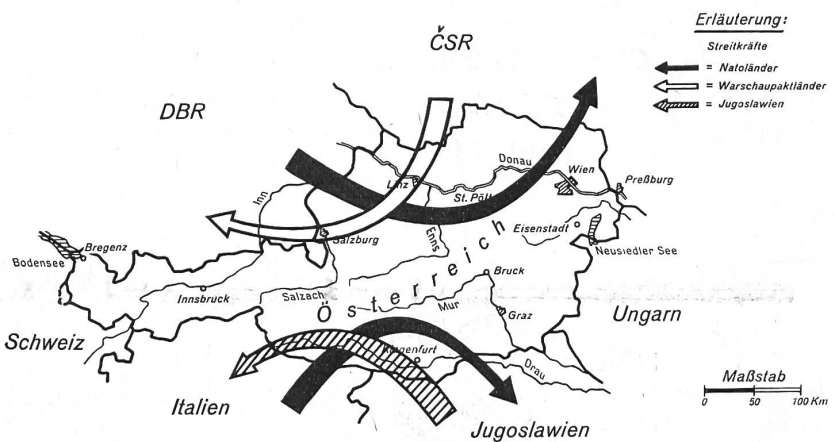 Erläuterung:
Streitkräfte
= Natoländer
= Warschaupaktländer
= Jugoslawien
ČSR
DBR
Donau
Wien
Preßburg
Linz
St. Pölt
Inn
Enns
Eisenstadt
Neusiedler See
Salzburg
Bregenz
Bodensee
Innsbruck
Salzach
Österreich
Bruck
Mur
Graz
Ungarn
Schweiz
Klagenfurt
Drau
Italien
Jugoslawien
Maßstab
0 50 100 Km